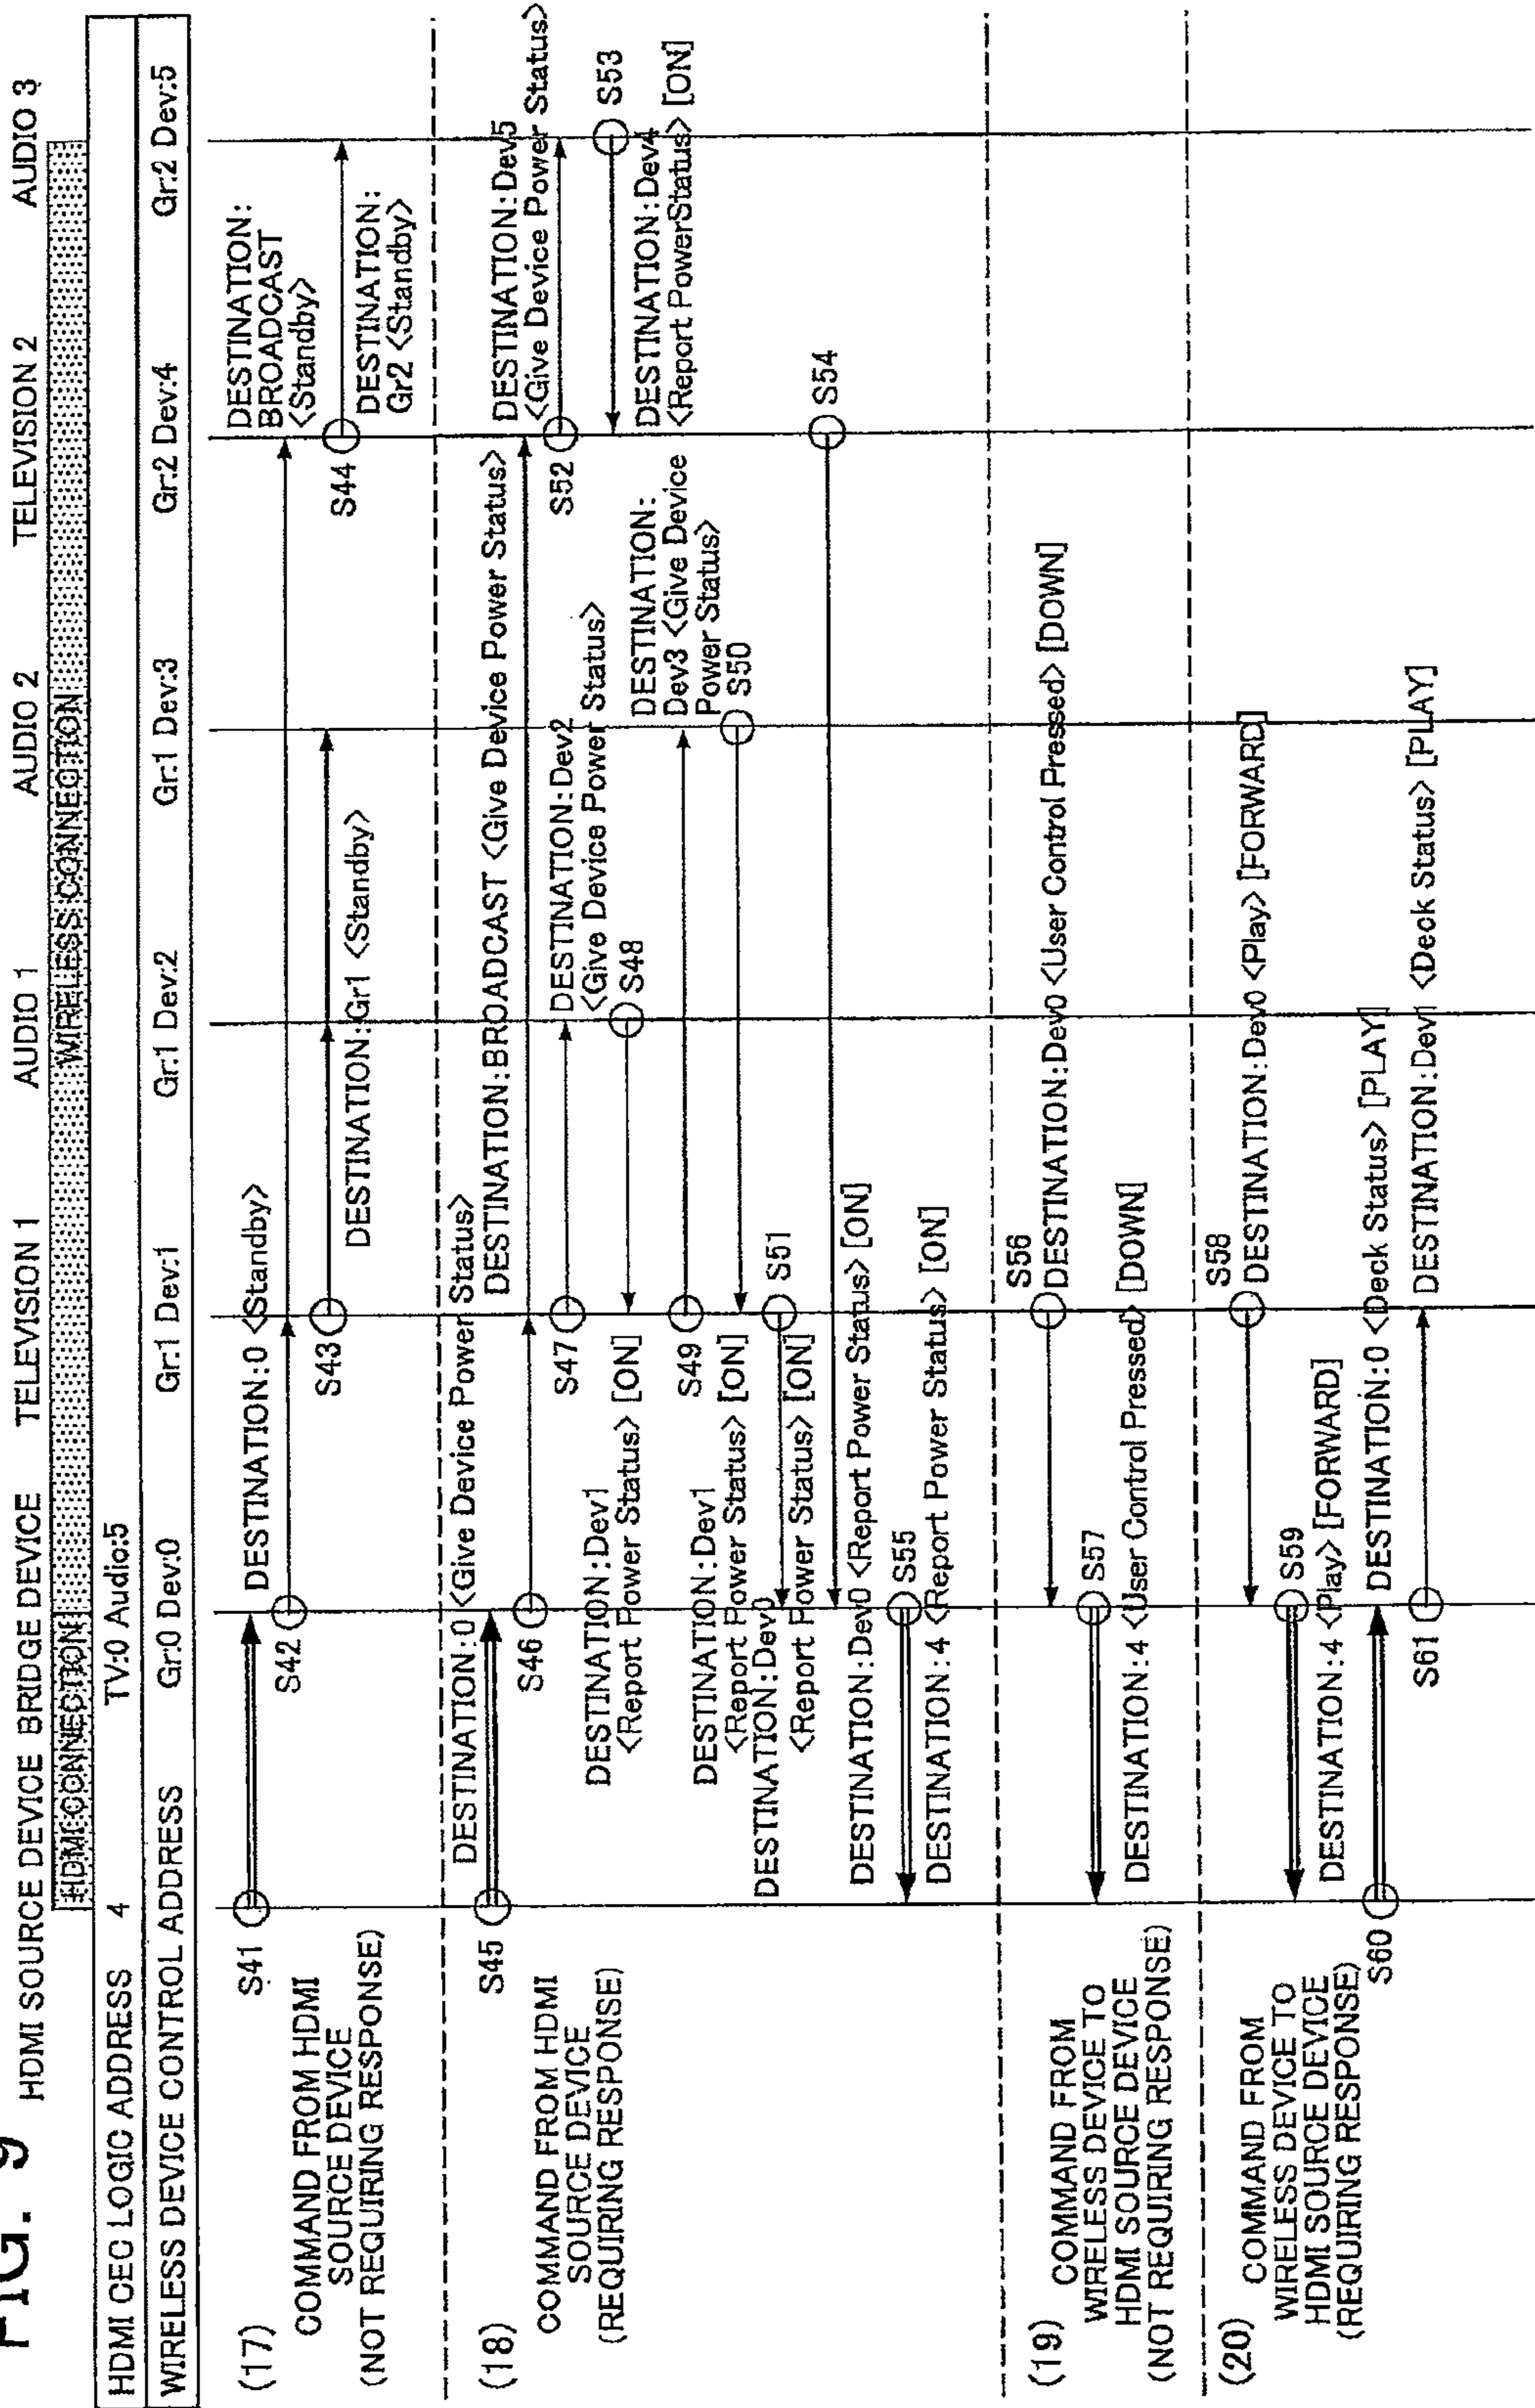 FIG. 9
HDMI SOURCE DEVICE BRIDGE DEVICE TELEVISION 1 AUDIO 1 AUDIO 2 TELEVISION 2 AUDIO 3
HDMI CONNECTION WIRELESS CONNECTION
HDMI CEC LOGIC ADDRESS 4 TV:0 Audio:5
WIRELESS DEVICE CONTROL ADDRESS Gr:0 Dev:0 Gr:1 Dev:1 Gr:1 Dev:2 Gr:1 Dev:3 Gr:2 Dev:4 Gr:2 Dev:5
(17)
COMMAND FROM HDMI
SOURCE DEVICE
(NOT REQUIRING RESPONSE)
S41
DESTINATION:0 <Standby>
S42
DESTINATION:
BROADCAST
<Standby>
S43
DESTINATION:Gr1 <Standby>
S44
DESTINATION:
Gr2 <Standby>
(18)
COMMAND FROM HDMI
SOURCE DEVICE
(REQUIRING RESPONSE)
S45
DESTINATION:0 <Give Device Power Status>
S46
DESTINATION:BROADCAST <Give Device Power Status>
S47
DESTINATION:Dev2
<Give Device Power Status>
S48
DESTINATION:Dev1
<Report Power Status> [ON]
S49
DESTINATION:
Dev3 <Give Device
Power Status>
S50
DESTINATION:Dev1
<Report Power Status> [ON]
S51
DESTINATION:Dev0
<Report Power Status> [ON]
S52
DESTINATION:Dev5
<Give Device Power Status>
S53
DESTINATION:Dev4
<Report PowerStatus> [ON]
S54
DESTINATION:Dev0 <Report Power Status> [ON]
S55
DESTINATION:4 <Report Power Status> [ON]
(19)
COMMAND FROM
WIRELESS DEVICE TO
HDMI SOURCE DEVICE
(NOT REQUIRING RESPONSE)
S56
DESTINATION:Dev0 <User Control Pressed> [DOWN]
S57
DESTINATION:4 <User Control Pressed> [DOWN]
(20)
COMMAND FROM
WIRELESS DEVICE TO
HDMI SOURCE DEVICE
(REQUIRING RESPONSE)
S58
DESTINATION:Dev0 <Play> [FORWARD]
S59
DESTINATION:4 <Play> [FORWARD]
S60
DESTINATION:0 <Deck Status> [PLAY]
S61
DESTINATION:Dev1 <Deck Status> [PLAY]